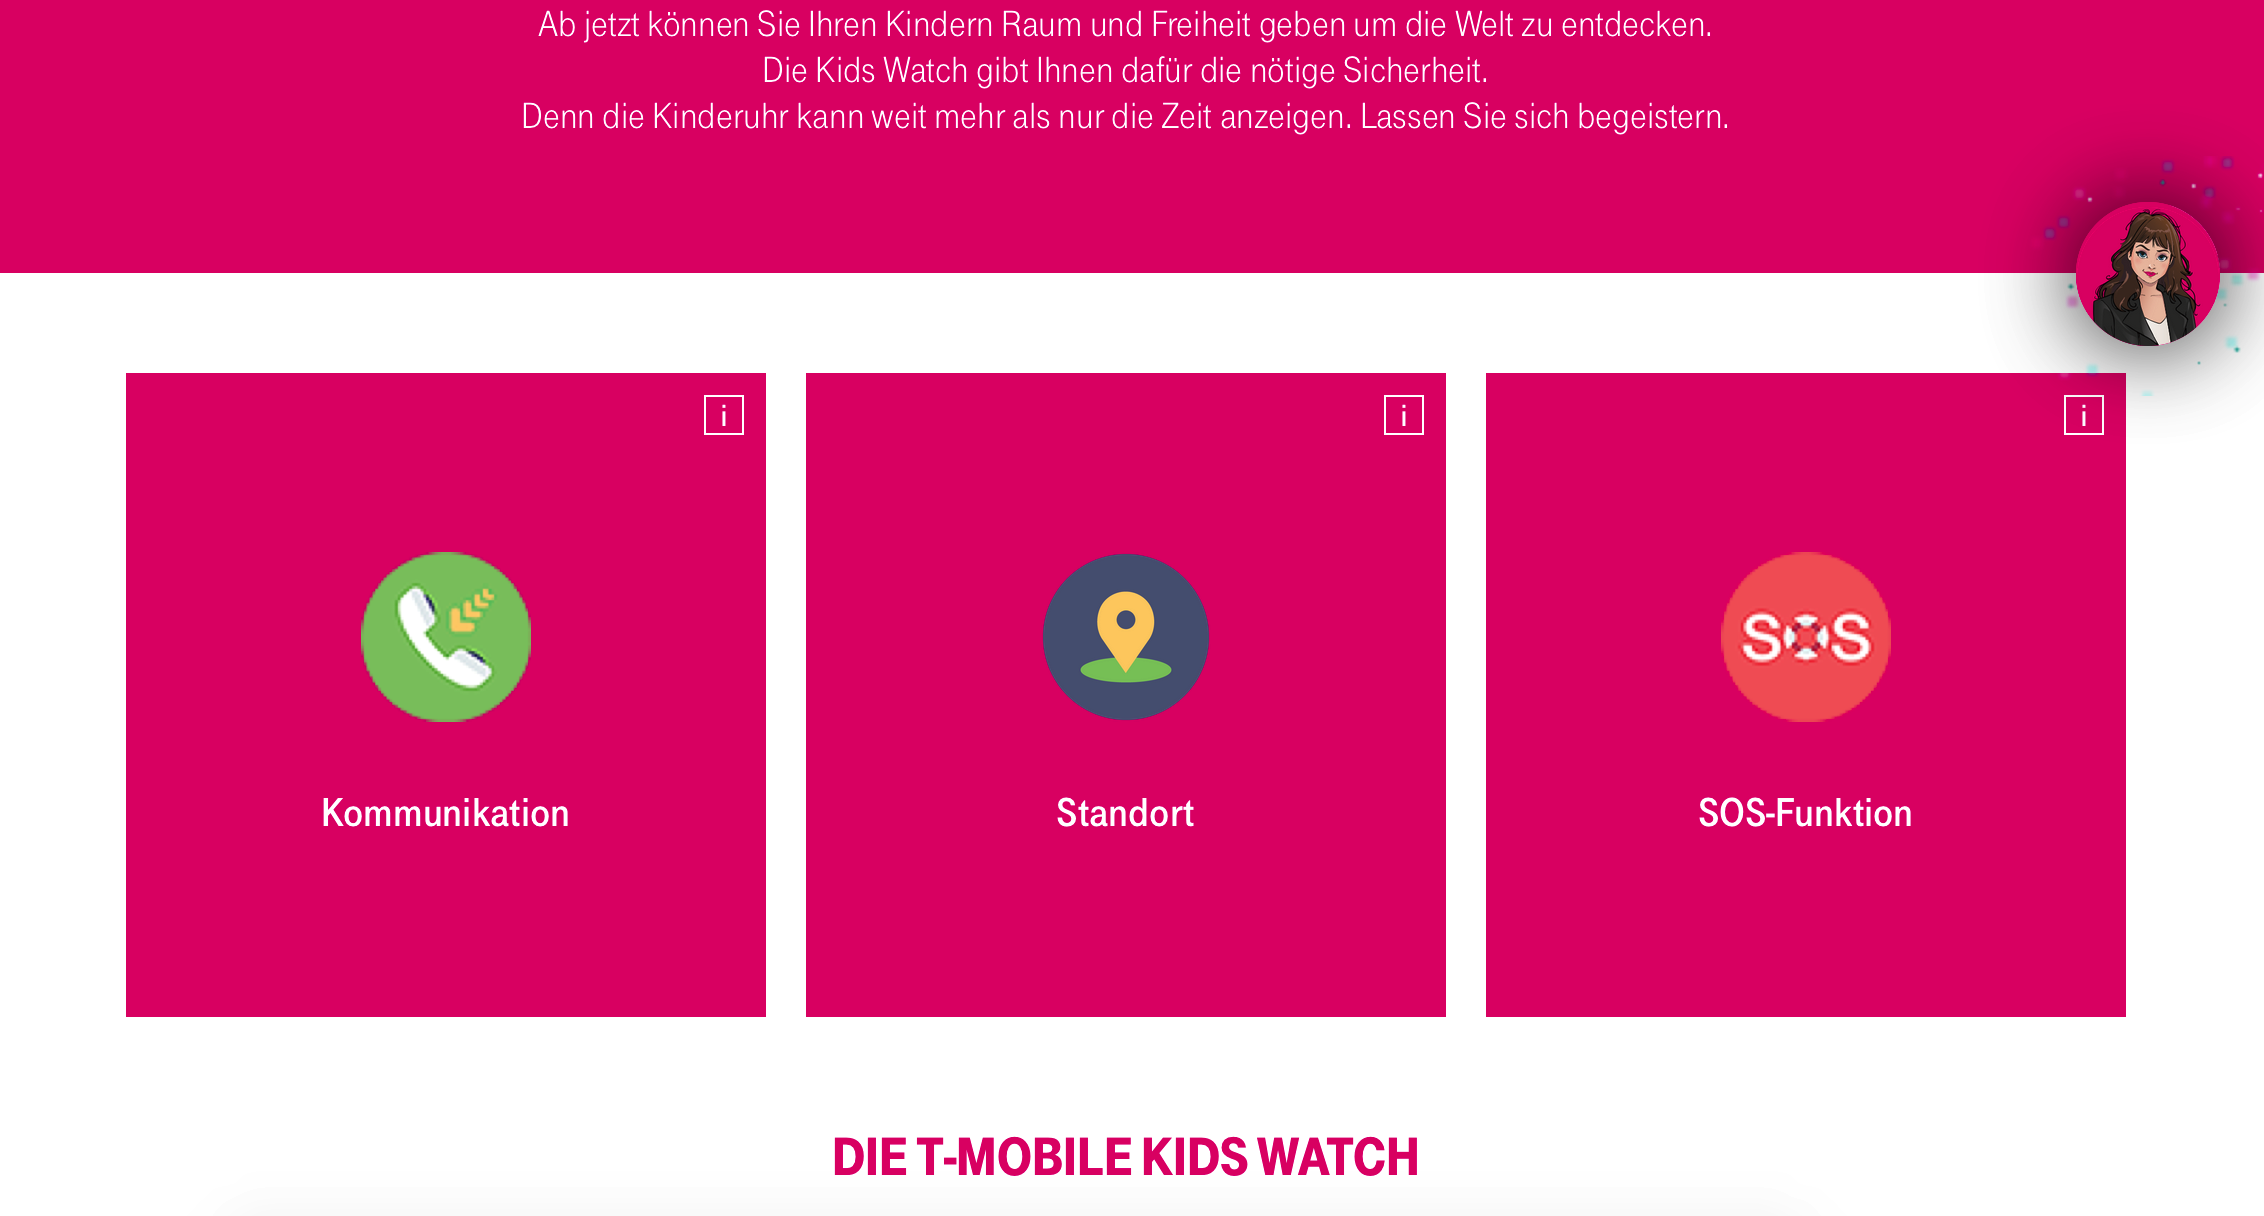 Ab jetzt können Sie Ihren Kindern Raum und Freiheit geben um die Welt zu entdecken.
Die Kids Watch gibt Ihnen dafür die nötige Sicherheit.
Denn die Kinderuhr kann weit mehr als nur die Zeit anzeigen. Lassen Sie sich begeistern.
i
i
i
SOS
Kommunikation
Standort
SOS-Funktion
DIE T-MOBILE KIDS WATCH